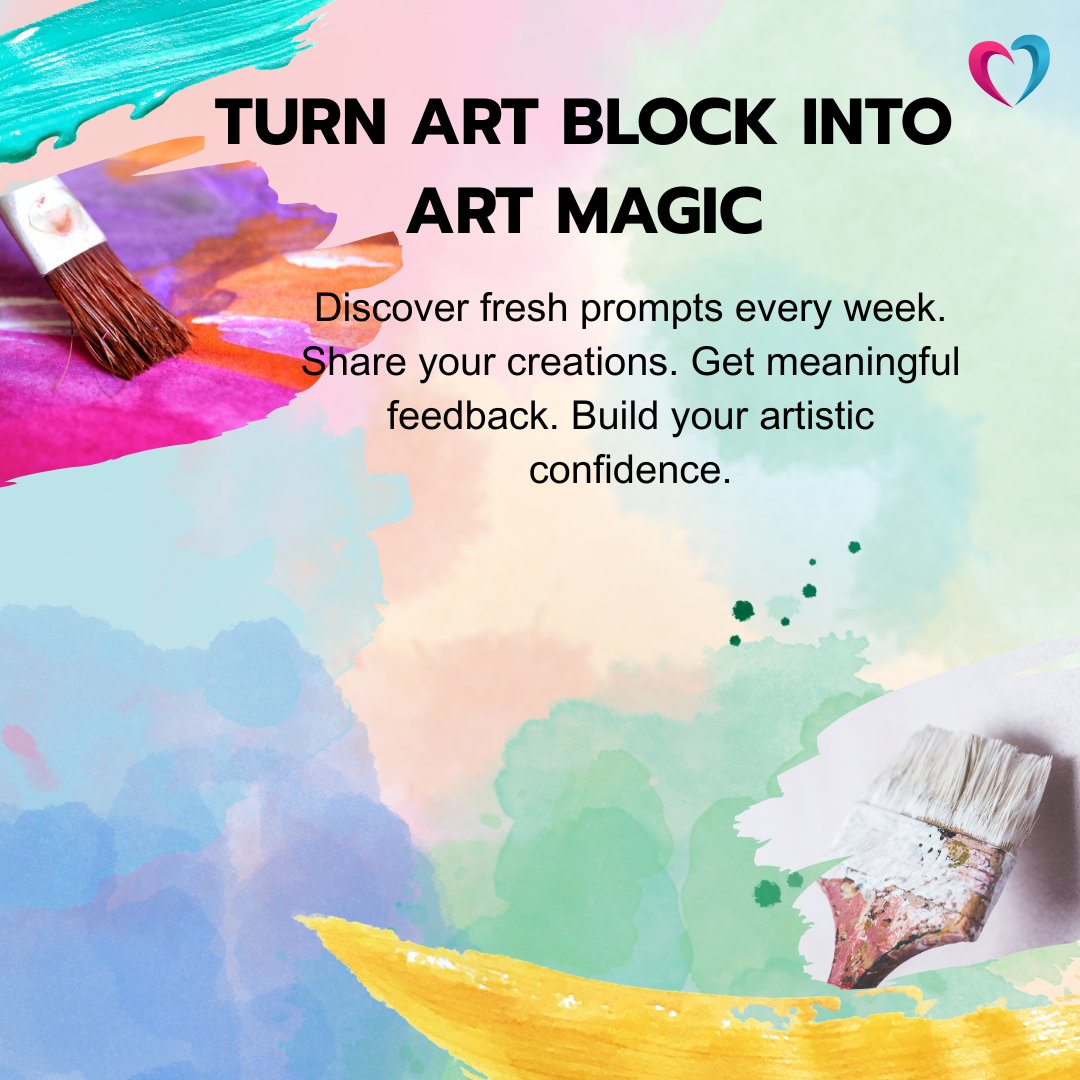 TURN ART BLOCK INTO
ART MAGIC
Discover fresh prompts every week.
Share your creations. Get meaningful
feedback. Build your artistic
confidence.